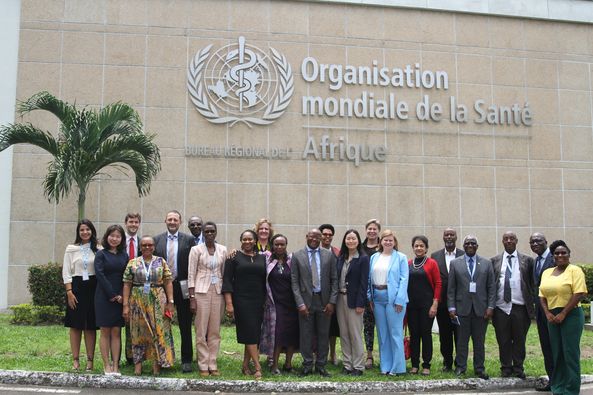 Organisation
mondiale de la Santé
BUREAU RÉGIONAL DE L' Afrique